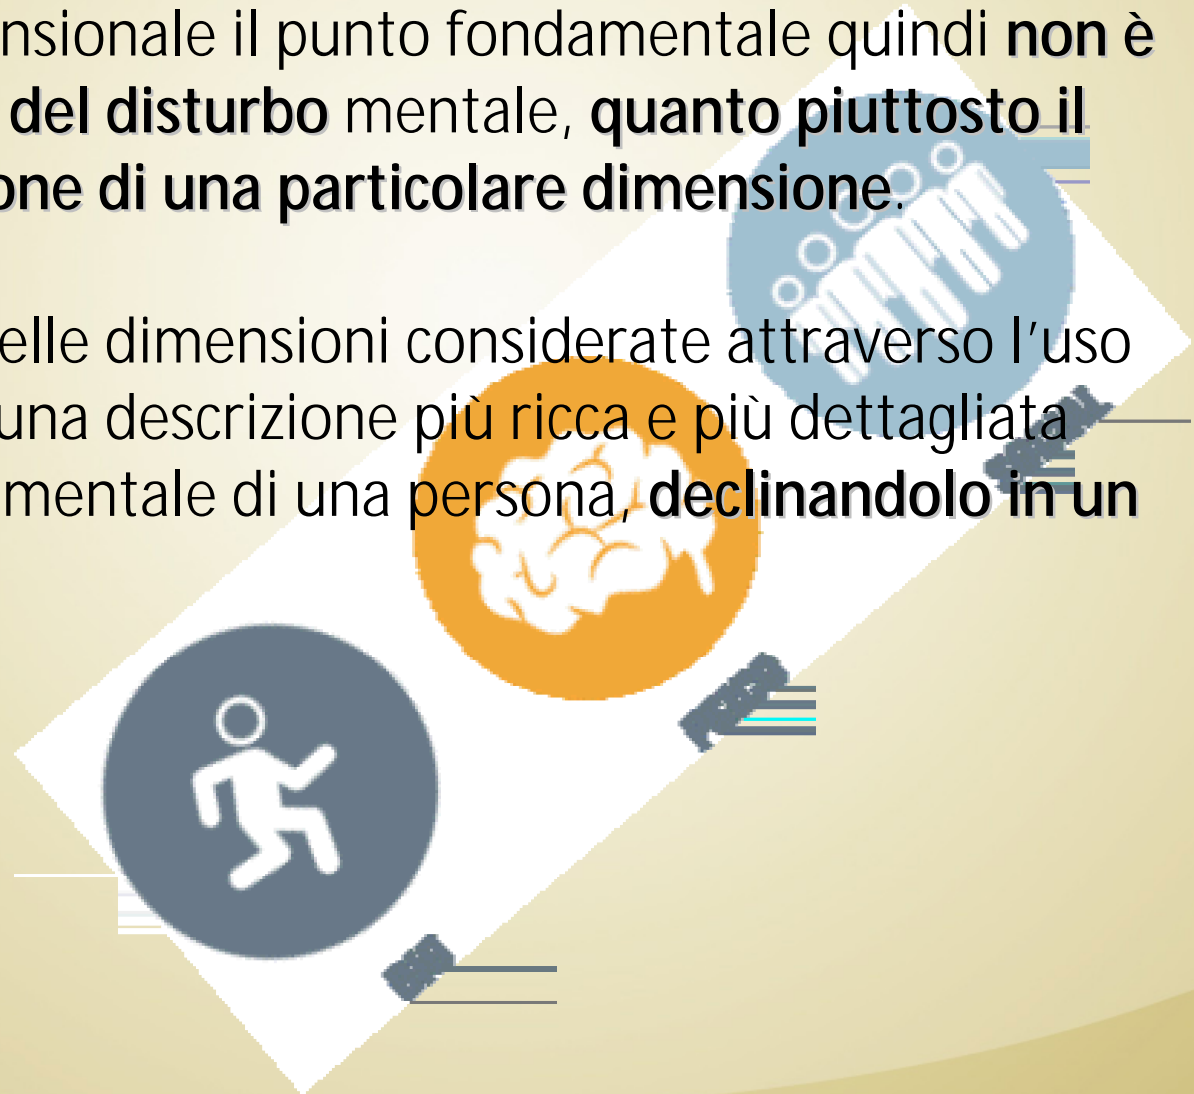 nsionale il punto fondamentale quindi non è
del disturbo mentale, quanto piuttosto il
one di una particolare dimensione.
elle dimensioni considerate attraverso l'uso
una descrizione più ricca e più dettagliata
mentale di una persona, declinandolo in un